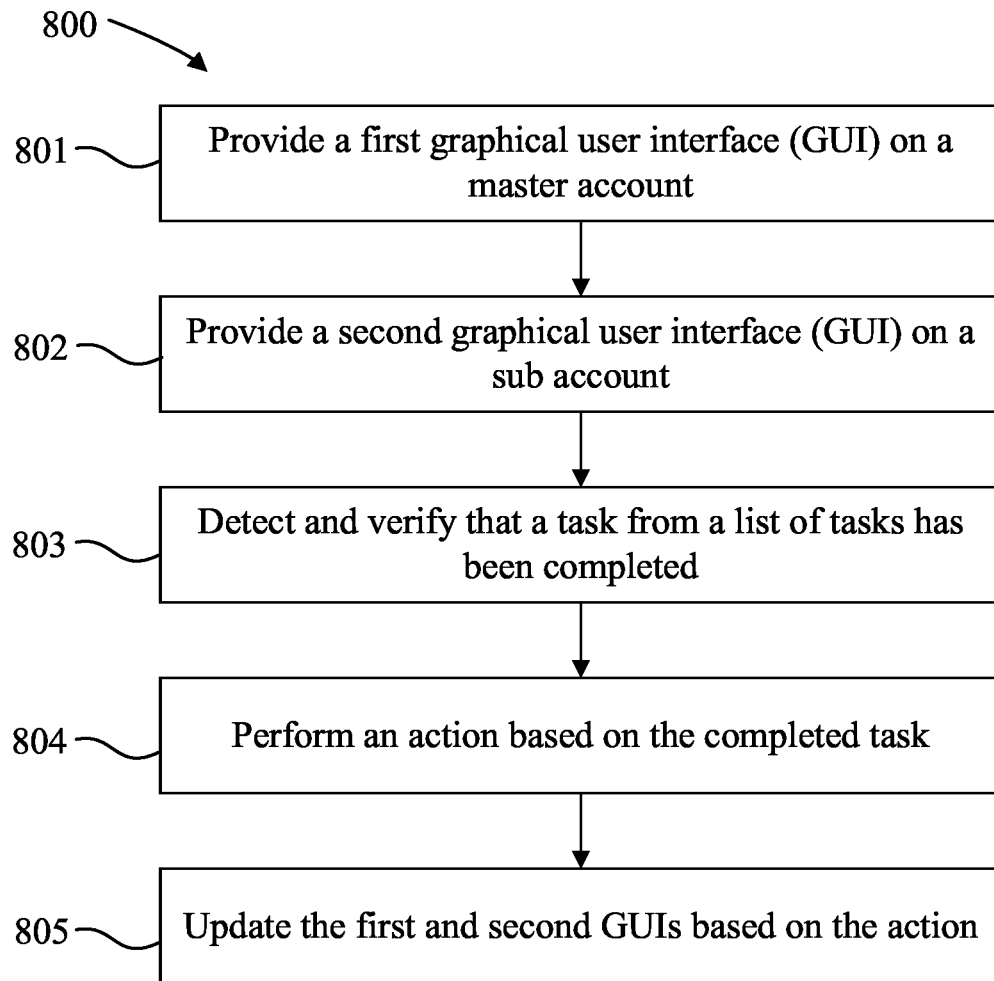 800
801
Provide a first graphical user interface (GUI) on a
master account
802
Provide a second graphical user interface (GUI) on a
sub account
803
Detect and verify that a task from a list of tasks has
been completed
804
Perform an action based on the completed task
805
Update the first and second GUIs based on the action